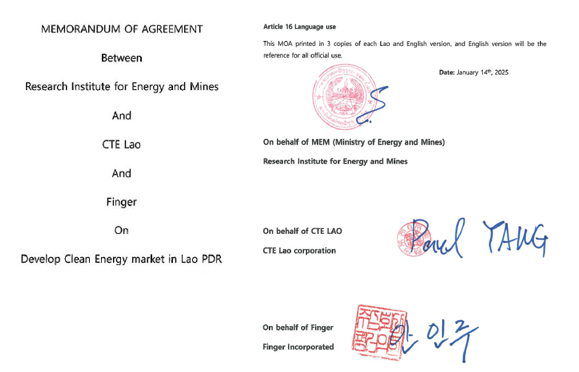 MEMORANDUM OF AGREEMENT
Between
Research Institute for Energy and Mines
And
CTE Lao
And
Finger
On
Develop Clean Energy market in Lao PDR
Article 16 Language use
This MOA printed in 3 copies of each Lao and English version, and English version will be the
reference for all official use.
Date: January 14th, 2025
On behalf of MEM (Ministry of Energy and Mines)
Research Institute for Energy and Mines
On behalf of CTE LAO
CTE Lao corporation
Pavel YANG
On behalf of Finger
Finger Incorporated
안인주